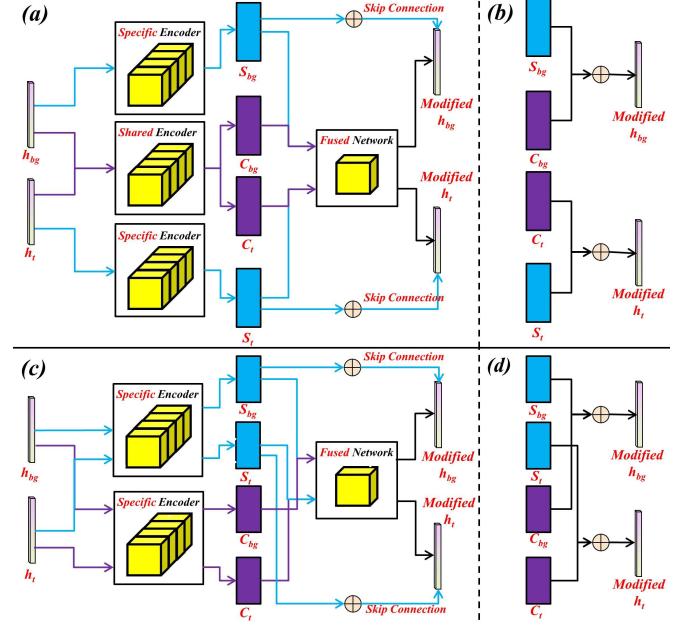 (a)
Specific Encoder
S_bg
Skip Connection
h_bg
Shared Encoder
C_bg
Fused Network
Modified
h_bg
Modified
h_t
h_t
C_t
Specific Encoder
S_t
Skip Connection
(b)
S_bg
Modified
h_bg
C_bg
C_t
Modified
h_t
S_t
(c)
Specific Encoder
S_bg
Skip Connection
h_bg
S_t
Fused Network
Modified
h_bg
Modified
h_t
Specific Encoder
C_bg
h_t
C_t
Skip Connection
(d)
S_bg
Modified
h_bg
S_t
C_bg
Modified
h_t
C_t